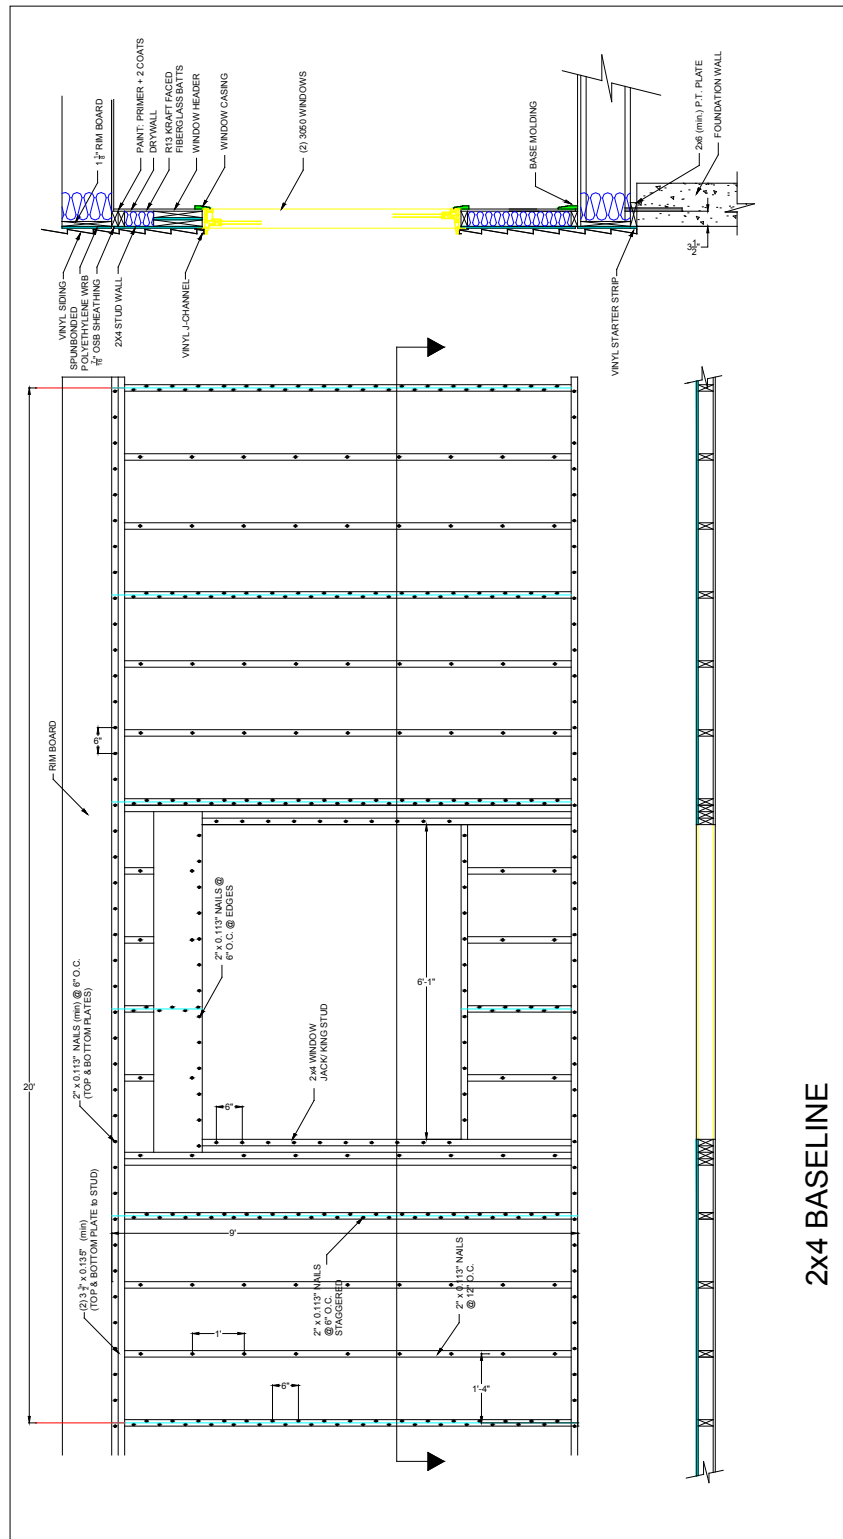 VINYL SIDING
SPUNBONDED
POLYETHYLENE WRB
7/16" OSB SHEATHING
2X4 STUD WALL
VINYL J-CHANNEL
1 1/8" RIM BOARD
PAINT: PRIMER + 2 COATS
DRYWALL
R13 KRAFT FACED
FIBERGLASS BATTS
WINDOW HEADER
WINDOW CASING
(2) 3050 WINDOWS
BASE MOLDING
2x6 (min.) P.T. PLATE
FOUNDATION WALL
3 1/2"
VINYL STARTER STRIP
20'
(2) 3 1/2" x 0.135" (min)
(TOP & BOTTOM PLATE to STUD)
2" x 0.113" NAILS (min) @ 6" O.C.
(TOP & BOTTOM PLATES)
RIM BOARD
6"
2" x 0.113" NAILS @
6" O.C. @ EDGES
6'-1"
2x4 WINDOW
JACK/ KING STUD
6"
9'
2" x 0.113" NAILS
@ 6" O.C.
STAGGERED
2" x 0.113" NAILS
@ 12" O.C.
1'
6"
1'-4"
2x4 BASELINE